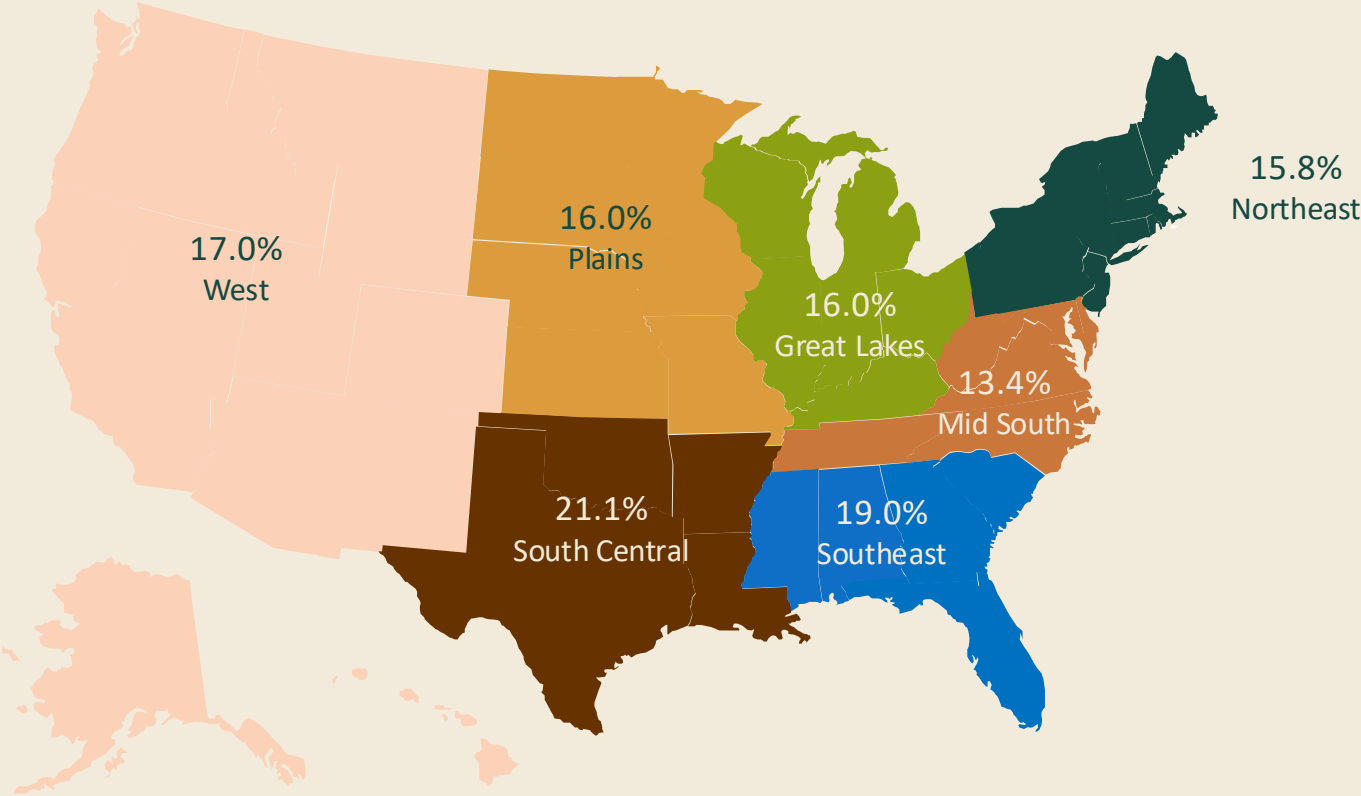 15.8%
Northeast
16.0%
Plains
17.0%
West
16.0%
Great Lakes
13.4%
Mid South
21.1%
South Central
19.0%
Southeast